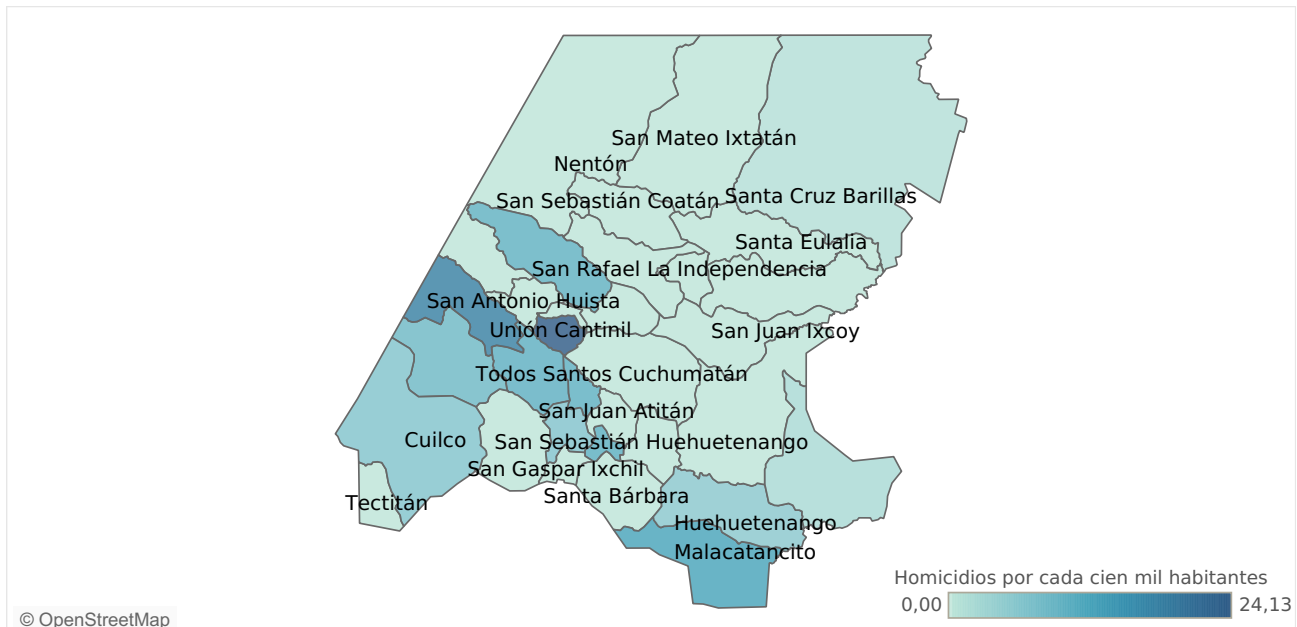 San Mateo Ixtatán
Nentón
Santa Cruz Barillas
San Sebastián Coatán
Santa Eulalia
San Rafael La Independencia
San Antonio Huista
Unión Cantinil
San Juan Ixcoy
Todos Santos Cuchumatán
San Juan Atitán
Cuilco
San Sebastián Huehuetenango
San Gaspar Ixchil
Santa Bárbara
Tectitán
Huehuetenango
Malacatancito
Homicidios por cada cien mil habitantes
0,00 24,13
© OpenStreetMap